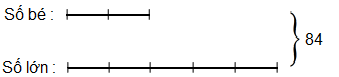 Số bé :
84
Số lớn :